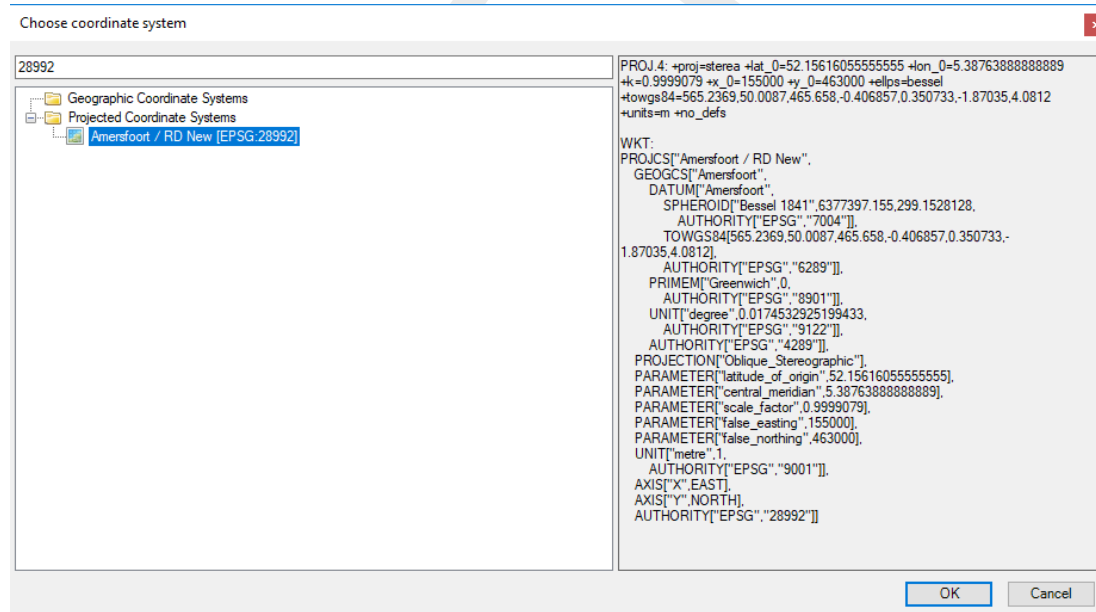 Choose coordinate system
28992
Geographic Coordinate Systems
Projected Coordinate Systems
Amersfoort / RD New [EPSG:28992]
PROJ.4: +proj=sterea +lat_0=52.15616055555555 +lon_0=5.38763888888889
+k=0.9999079 +x_0=155000 +y_0=463000 +ellps=bessel
+towgs84=565.2369,50.0087,465.658,-0.406857,0.350733,-1.87035,4.0812
+units=m +no_defs
WKT:
PROJCS["Amersfoort / RD New",
GEOGCS["Amersfoort",
DATUM["Amersfoort",
SPHEROID["Bessel 1841",6377397.155,299.1528128,
AUTHORITY["EPSG","7004"]],
TOWGS84[565.2369,50.0087,465.658,-0.406857,0.350733,-
1.87035,4.0812],
AUTHORITY["EPSG","6289"]],
PRIMEM["Greenwich",0,
AUTHORITY["EPSG","8901"]],
UNIT["degree",0.0174532925199433,
AUTHORITY["EPSG","9122"]],
AUTHORITY["EPSG","4289"]],
PROJECTION["Oblique_Stereographic"],
PARAMETER["latitude_of_origin",52.15616055555555],
PARAMETER["central_meridian",5.38763888888889],
PARAMETER["scale_factor",0.9999079],
PARAMETER["false_easting",155000],
PARAMETER["false_northing",463000],
UNIT["metre",1,
AUTHORITY["EPSG","9001"]],
AXIS["X",EAST],
AXIS["Y",NORTH],
AUTHORITY["EPSG","28992"]]
OK
Cancel